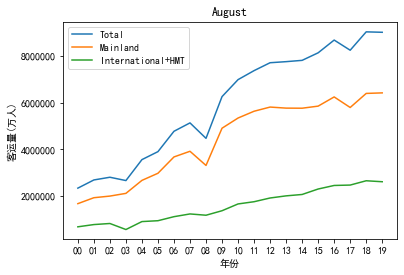 August
Total
Mainland
International+HMT
8000000
6000000
4000000
2000000
客运量(万人)
00 01 02 03 04 05 06 07 08 09 10 11 12 13 14 15 16 17 18 19
年份